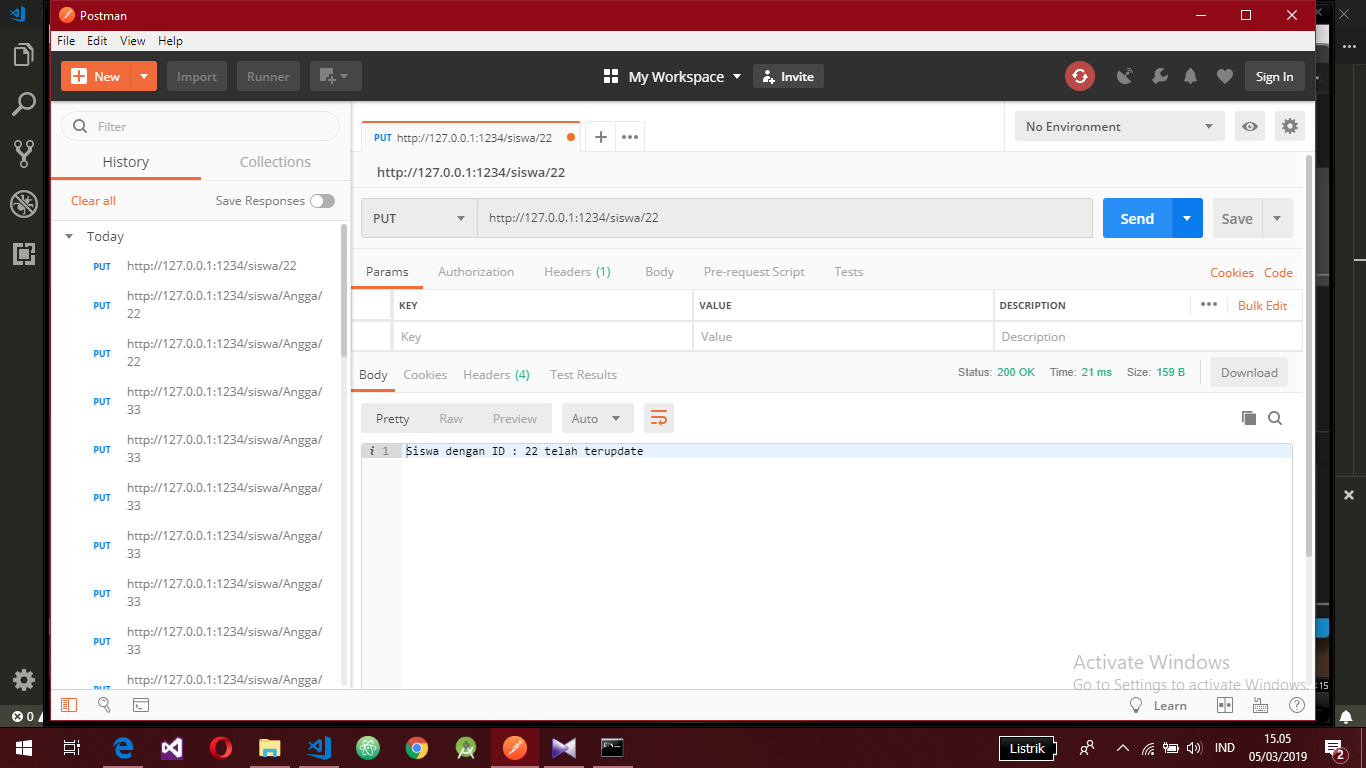 Postman
File Edit View Help
New Import Runner My Workspace Invite Sign In
Filter
History Collections
Clear all Save Responses
Today
PUT http://127.0.0.1:1234/siswa/22
PUT http://127.0.0.1:1234/siswa/Angga/
22
PUT http://127.0.0.1:1234/siswa/Angga/
22
PUT http://127.0.0.1:1234/siswa/Angga/
33
PUT http://127.0.0.1:1234/siswa/Angga/
33
PUT http://127.0.0.1:1234/siswa/Angga/
33
PUT http://127.0.0.1:1234/siswa/Angga/
33
PUT http://127.0.0.1:1234/siswa/Angga/
33
PUT http://127.0.0.1:1234/siswa/Angga/
33
PUT http://127.0.0.1:1234/siswa/Angga/
PUT http://127.0.0.1:1234/siswa/22
No Environment
http://127.0.0.1:1234/siswa/22
PUT http://127.0.0.1:1234/siswa/22 Send Save
Params Authorization Headers (1) Body Pre-request Script Tests Cookies Code
KEY VALUE DESCRIPTION Bulk Edit
Key Value Description
Body Cookies Headers (4) Test Results Status: 200 OK Time: 21 ms Size: 159 B Download
Pretty Raw Preview Auto
i 1 Siswa dengan ID : 22 telah terupdate
Activate Windows
Go to Settings to activate Windows.
:15
Learn
0
Listrik IND 15.05
05/03/2019
2